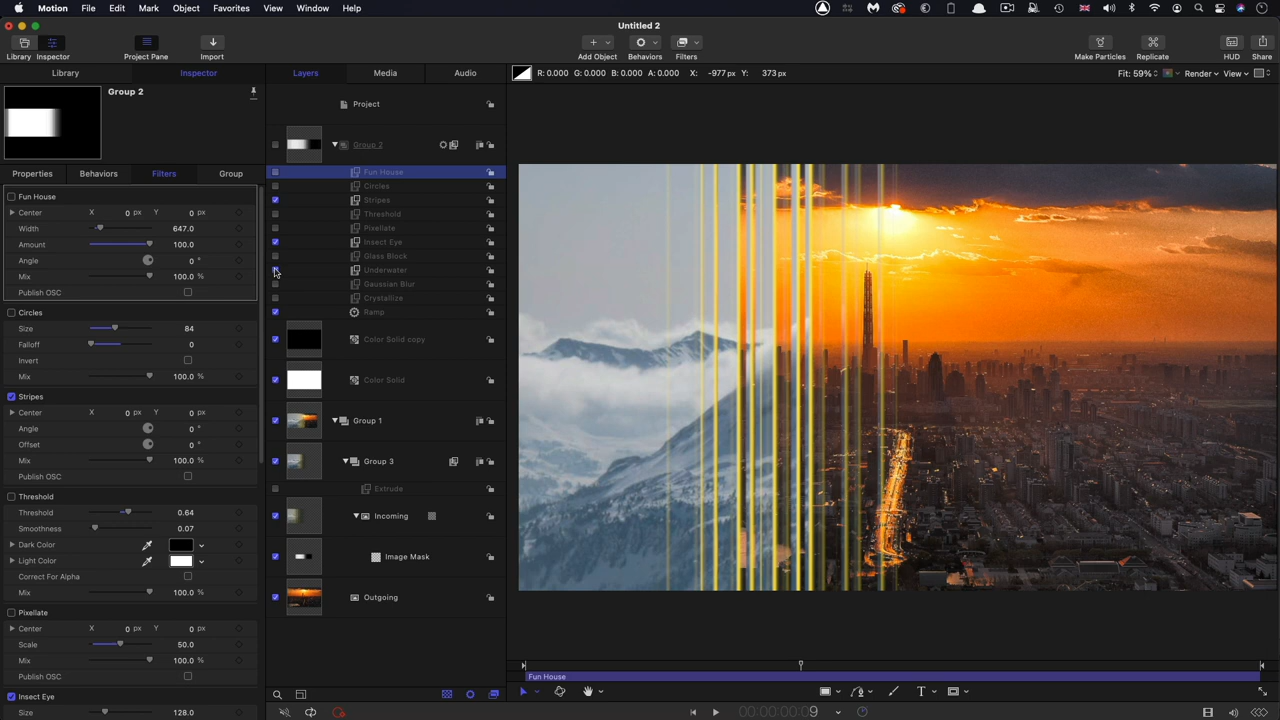 Motion File Edit Mark Object Favorites View Windows Help
Untitled 2
Library Inspector Project Pane Import Add Object Behaviors Filters Make Particles Replicate HUD Share
Library Inspector Layers Media Audio R: 0.000 G: 0.000 B: 0.000 A: 0.000 X: -977 px Y: 373 px Fit: 59% Render View
Group 2
Properties Behaviors Filters Group
Fun House
Center X 0 px Y 0 px
Width 647.0
Amount 100.0
Angle 0 °
Mix 100.0 %
Publish OSC
Circles
Size 84
Falloff 0
Invert
Mix 100.0 %
Stripes
Center X 0 px Y 0 px
Angle 0 °
Offset 0 °
Mix 100.0 %
Publish OSC
Threshold
Threshold 0.64
Smoothness 0.07
Dark Color
Light Color
Correct For Alpha
Mix 100.0 %
Pixellate
Center X 0 px Y 0 px
Scale 50.0
Mix 100.0 %
Publish OSC
Insect Eye
Size 128.0
Project
Group 2
Fun House
Circles
Stripes
Threshold
Pixellate
Insect Eye
Glass Block
Underwater
Gaussian Blur
Crystallize
Ramp
Color Solid copy
Color Solid
Group 1
Group 3
Extrude
Incoming
Image Mask
Outgoing
Fun House
T
00:00:00:09